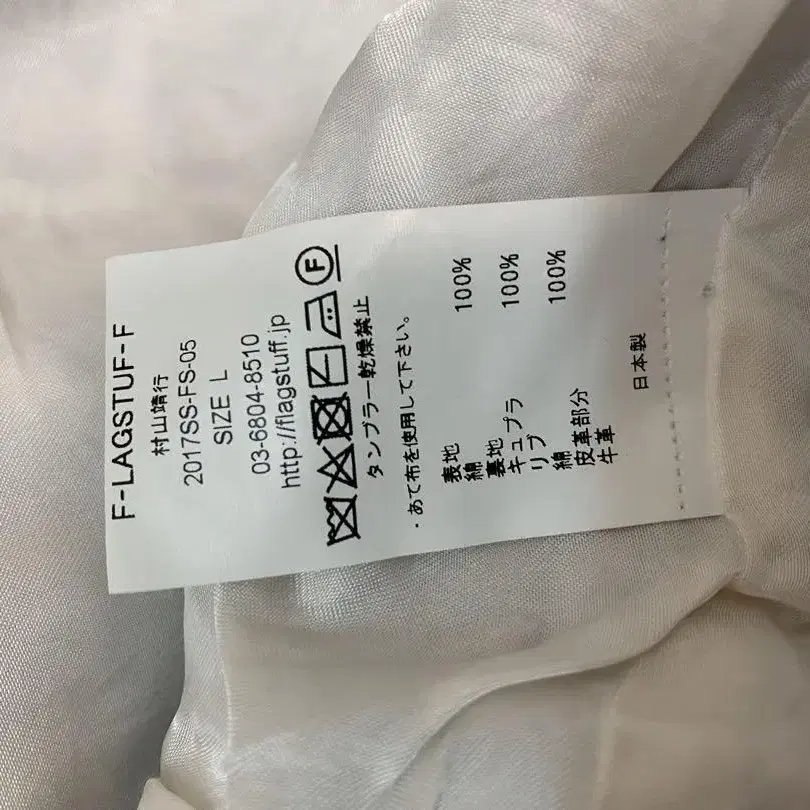 F-LAGSTUF-F
村山靖行
2017SS-FS-05
SIZE L
03-6804-8510
http://flagstuff.jp
F
タンブラー乾燥禁止
・あて布を使用して下さい。
表地
綿 100%
裏地
キュプラ 100%
リブ
綿 100%
皮革部分
牛革
日本製